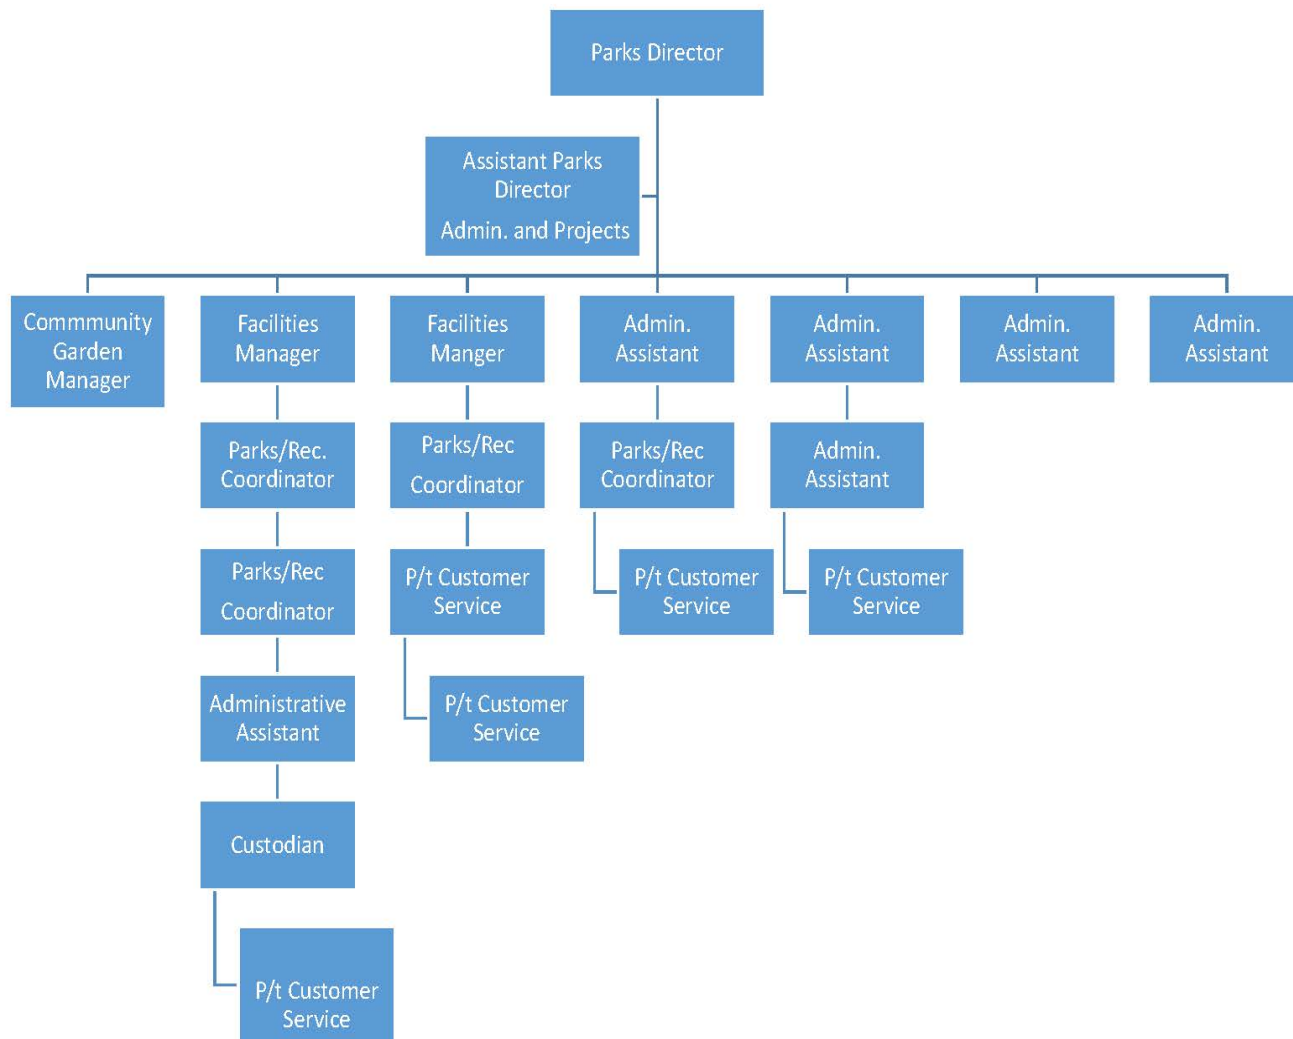 Parks Director
Assistant Parks
Director
Admin. and Projects
Commmunity
Garden
Manager
Facilities
Manager
Facilities
Manger
Admin.
Assistant
Admin.
Assistant
Admin.
Assistant
Admin.
Assistant
Parks/Rec.
Coordinator
Parks/Rec
Coordinator
Parks/Rec
Coordinator
Admin.
Assistant
Parks/Rec
Coordinator
P/t Customer
Service
P/t Customer
Service
P/t Customer
Service
Administrative
Assistant
P/t Customer
Service
Custodian
P/t Customer
Service